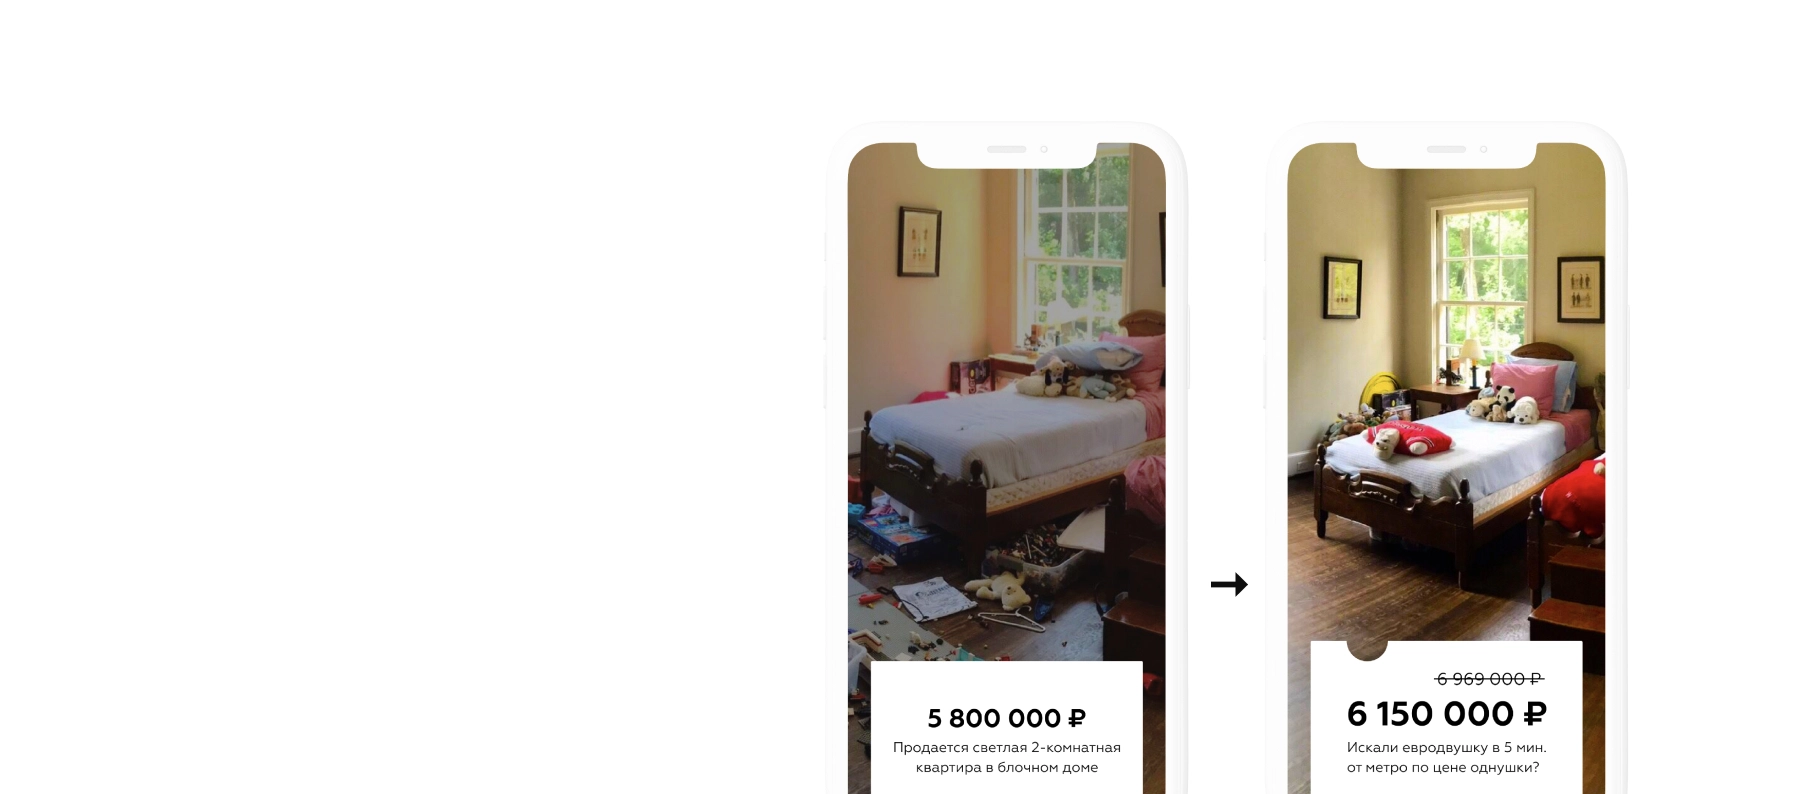 5 800 000 ₽
Продается светлая 2-комнатная
квартира в блочном доме
6 969 000 ₽
6 150 000 ₽
Искали евродвушку в 5 мин.
от метро по цене однушки?